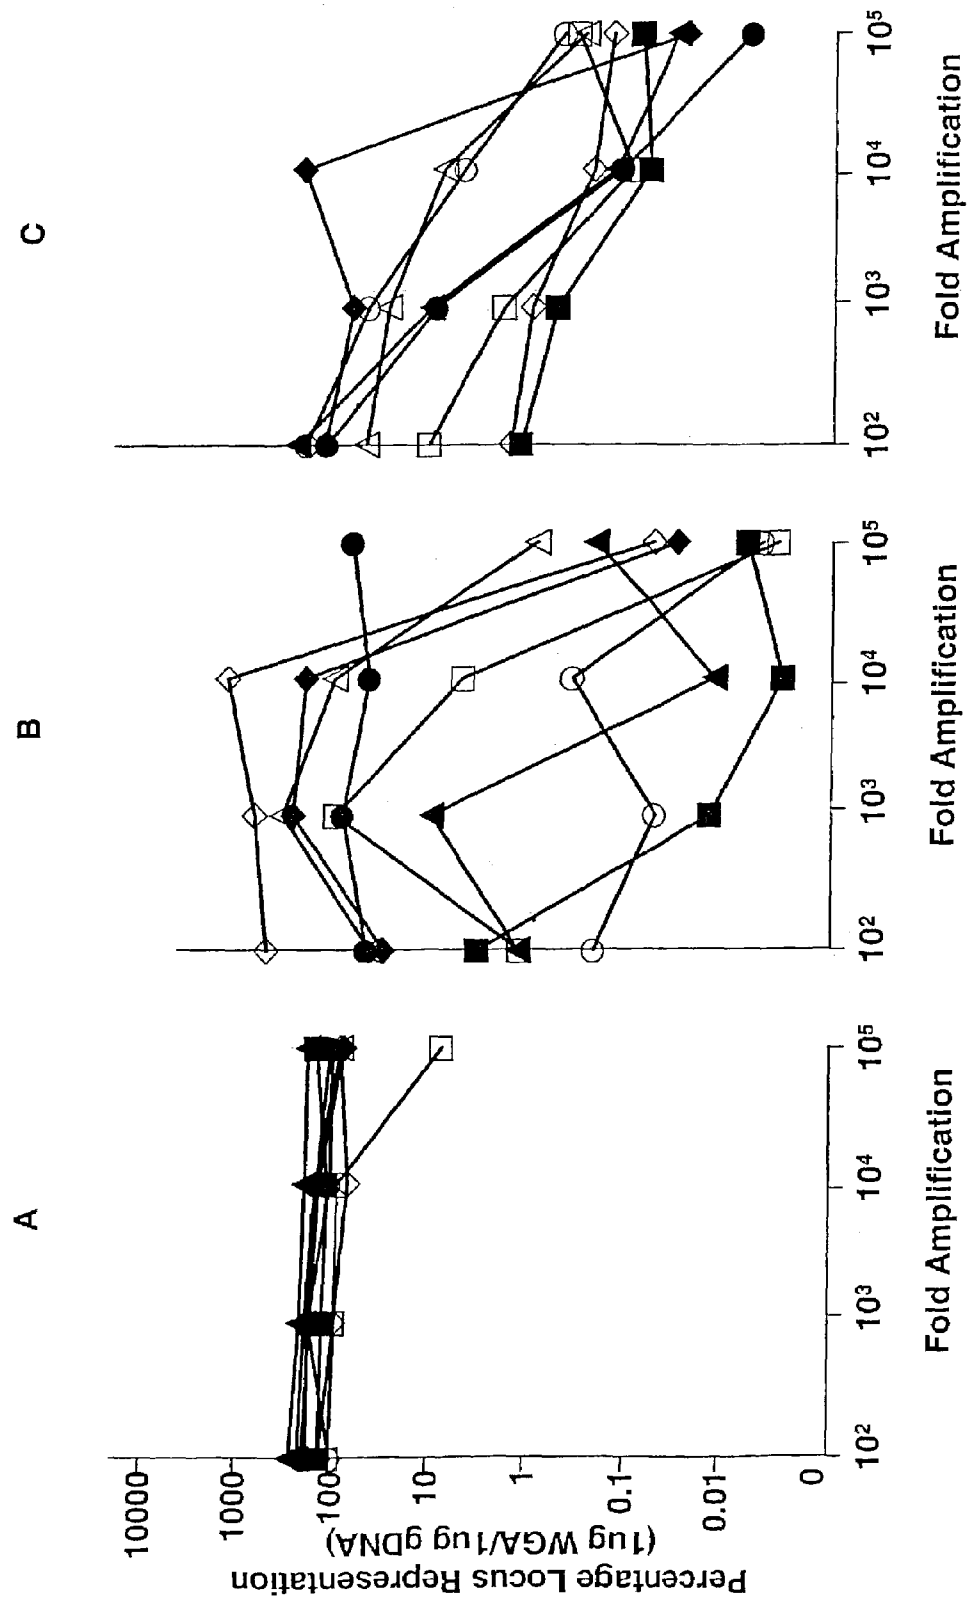 A
B
C
Percentage Locus Representation
(1ug WGA/1ug gDNA)
10000
1000
100
10
1
0.1
0.01
0
10² 10³ 10⁴ 10⁵
Fold Amplification
10² 10³ 10⁴ 10⁵
Fold Amplification
10² 10³ 10⁴ 10⁵
Fold Amplification